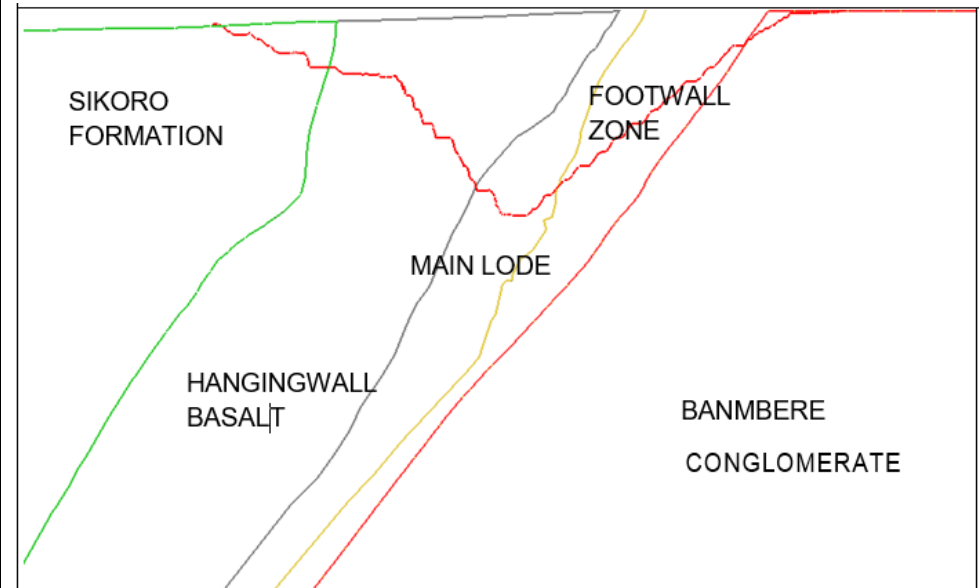 SIKORO
FORMATION
FOOTWALL
ZONE
MAIN LODE
HANGINGWALL
BASALT
BANMBERE
CONGLOMERATE